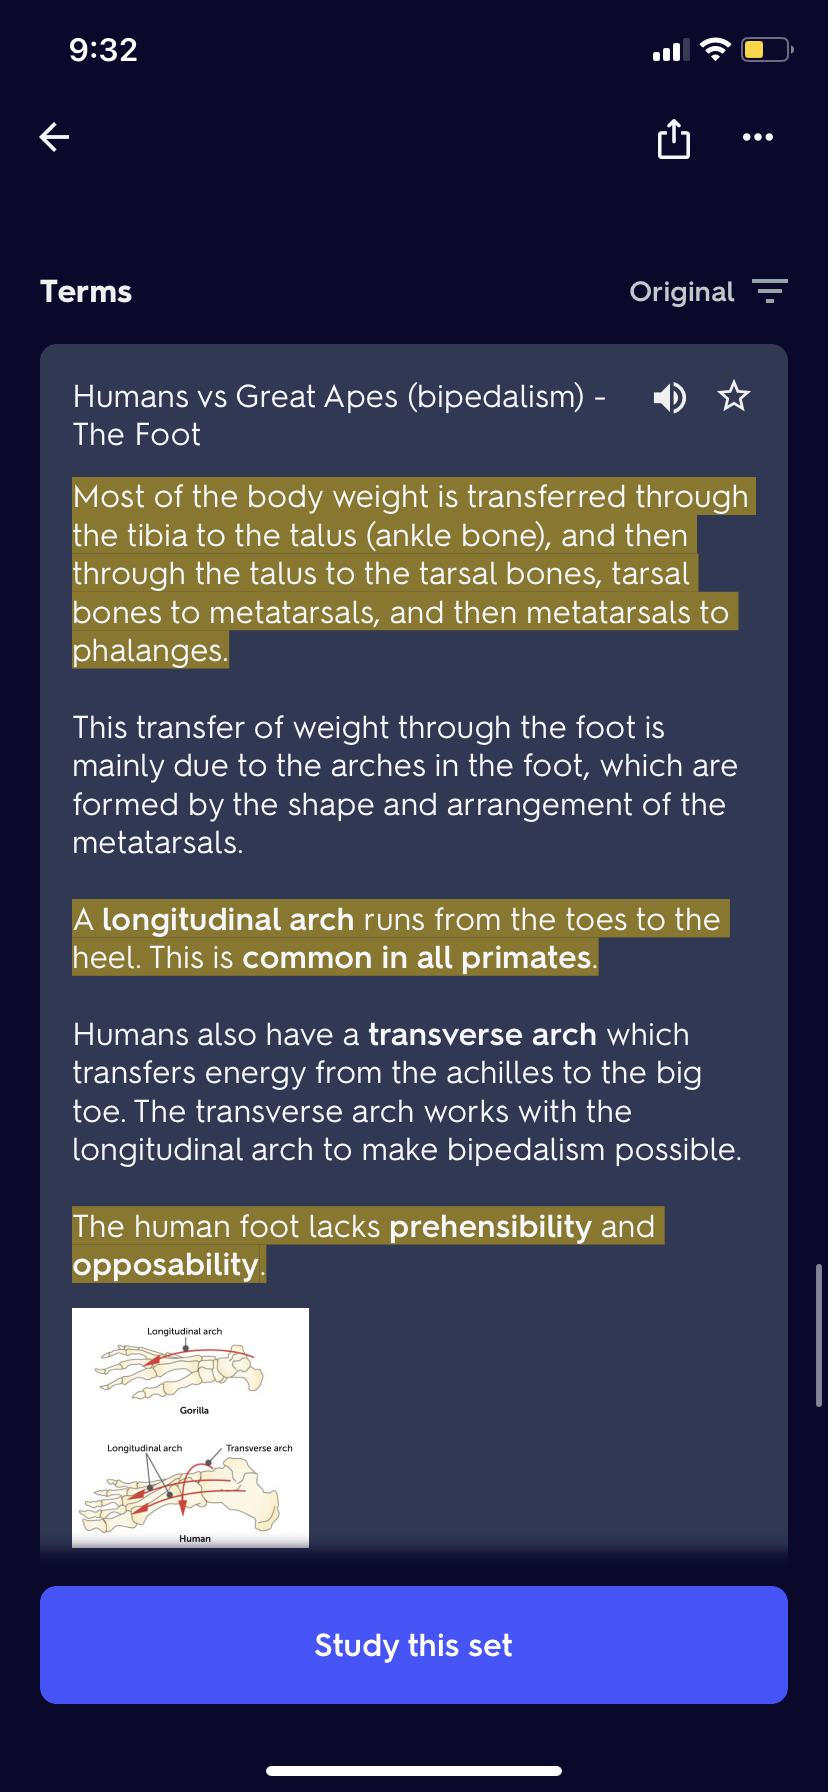 9:32
Terms
Original
Humans vs Great Apes (bipedalism) -
The Foot
Most of the body weight is transferred through
the tibia to the talus (ankle bone), and then
through the talus to the tarsal bones, tarsal
bones to metatarsals, and then metatarsals to
phalanges.
This transfer of weight through the foot is
mainly due to the arches in the foot, which are
formed by the shape and arrangement of the
metatarsals.
A longitudinal arch runs from the toes to the
heel. This is common in all primates.
Humans also have a transverse arch which
transfers energy from the achilles to the big
toe. The transverse arch works with the
longitudinal arch to make bipedalism possible.
The human foot lacks prehensibility and
opposability.
Longitudinal arch
Gorilla
Longitudinal arch
Transverse arch
Human
Study this set